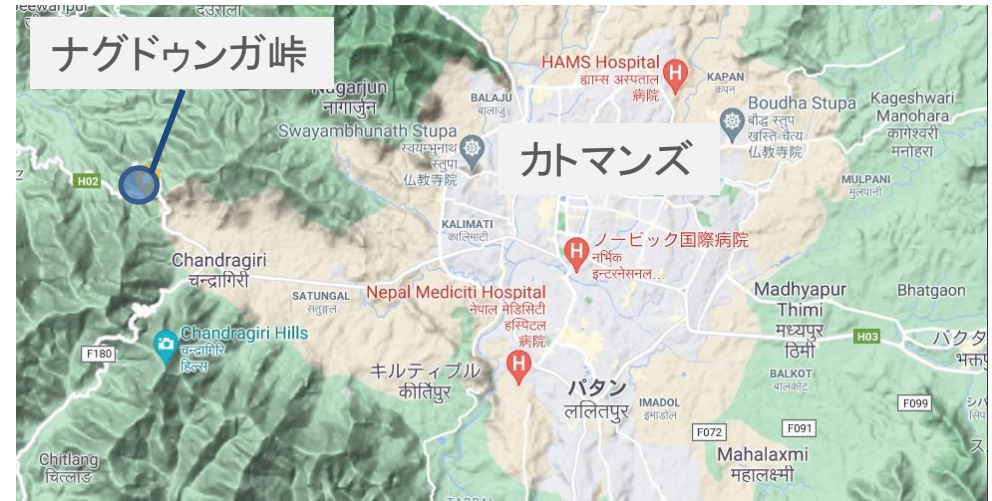 देउराली
ナグドゥンガ峠
Nagarjun
नागार्जुन
HAMS Hospital
ह्याम्स अस्पताल
病院
H
KAPAN
कपन
BALAJU
बालाजु
Boudha Stupa
बौद्ध स्तुप
खस्ति चैत्य
仏教寺院
Kageshwari
Manohara
कागेश्वरी
मनोहरा
Swayambhunath Stupa
स्वयम्भुनाथ
स्तुपा
仏教寺院
カトマンズ
H02
MULPANI
मुलपानी
KALIMATI
कालिमाटी
ノービック国際病院
नर्भिक
इन्टरनेसनल...
H
Chandragiri
चन्द्रागिरी
SATUNGAL
सतुङ्गल
Nepal Mediciti Hospital
नेपाल मेडिसिटी
हस्पिटल
病院
H
Madhyapur
Thimi
मध्यपुर
ठिमी
Bhatgaon
H03
バクタ
Chandragiri Hills
चन्द्रागिरि
हिल्स
F180
キルティプル
कीर्तिपुर
パタン
ललितपुर
IMADOL
इमाडोल
BALKOT
बालकोट
F099
F072
F091
Mahalaxmi
महालक्ष्मी
Chitlang
चित्लाङ